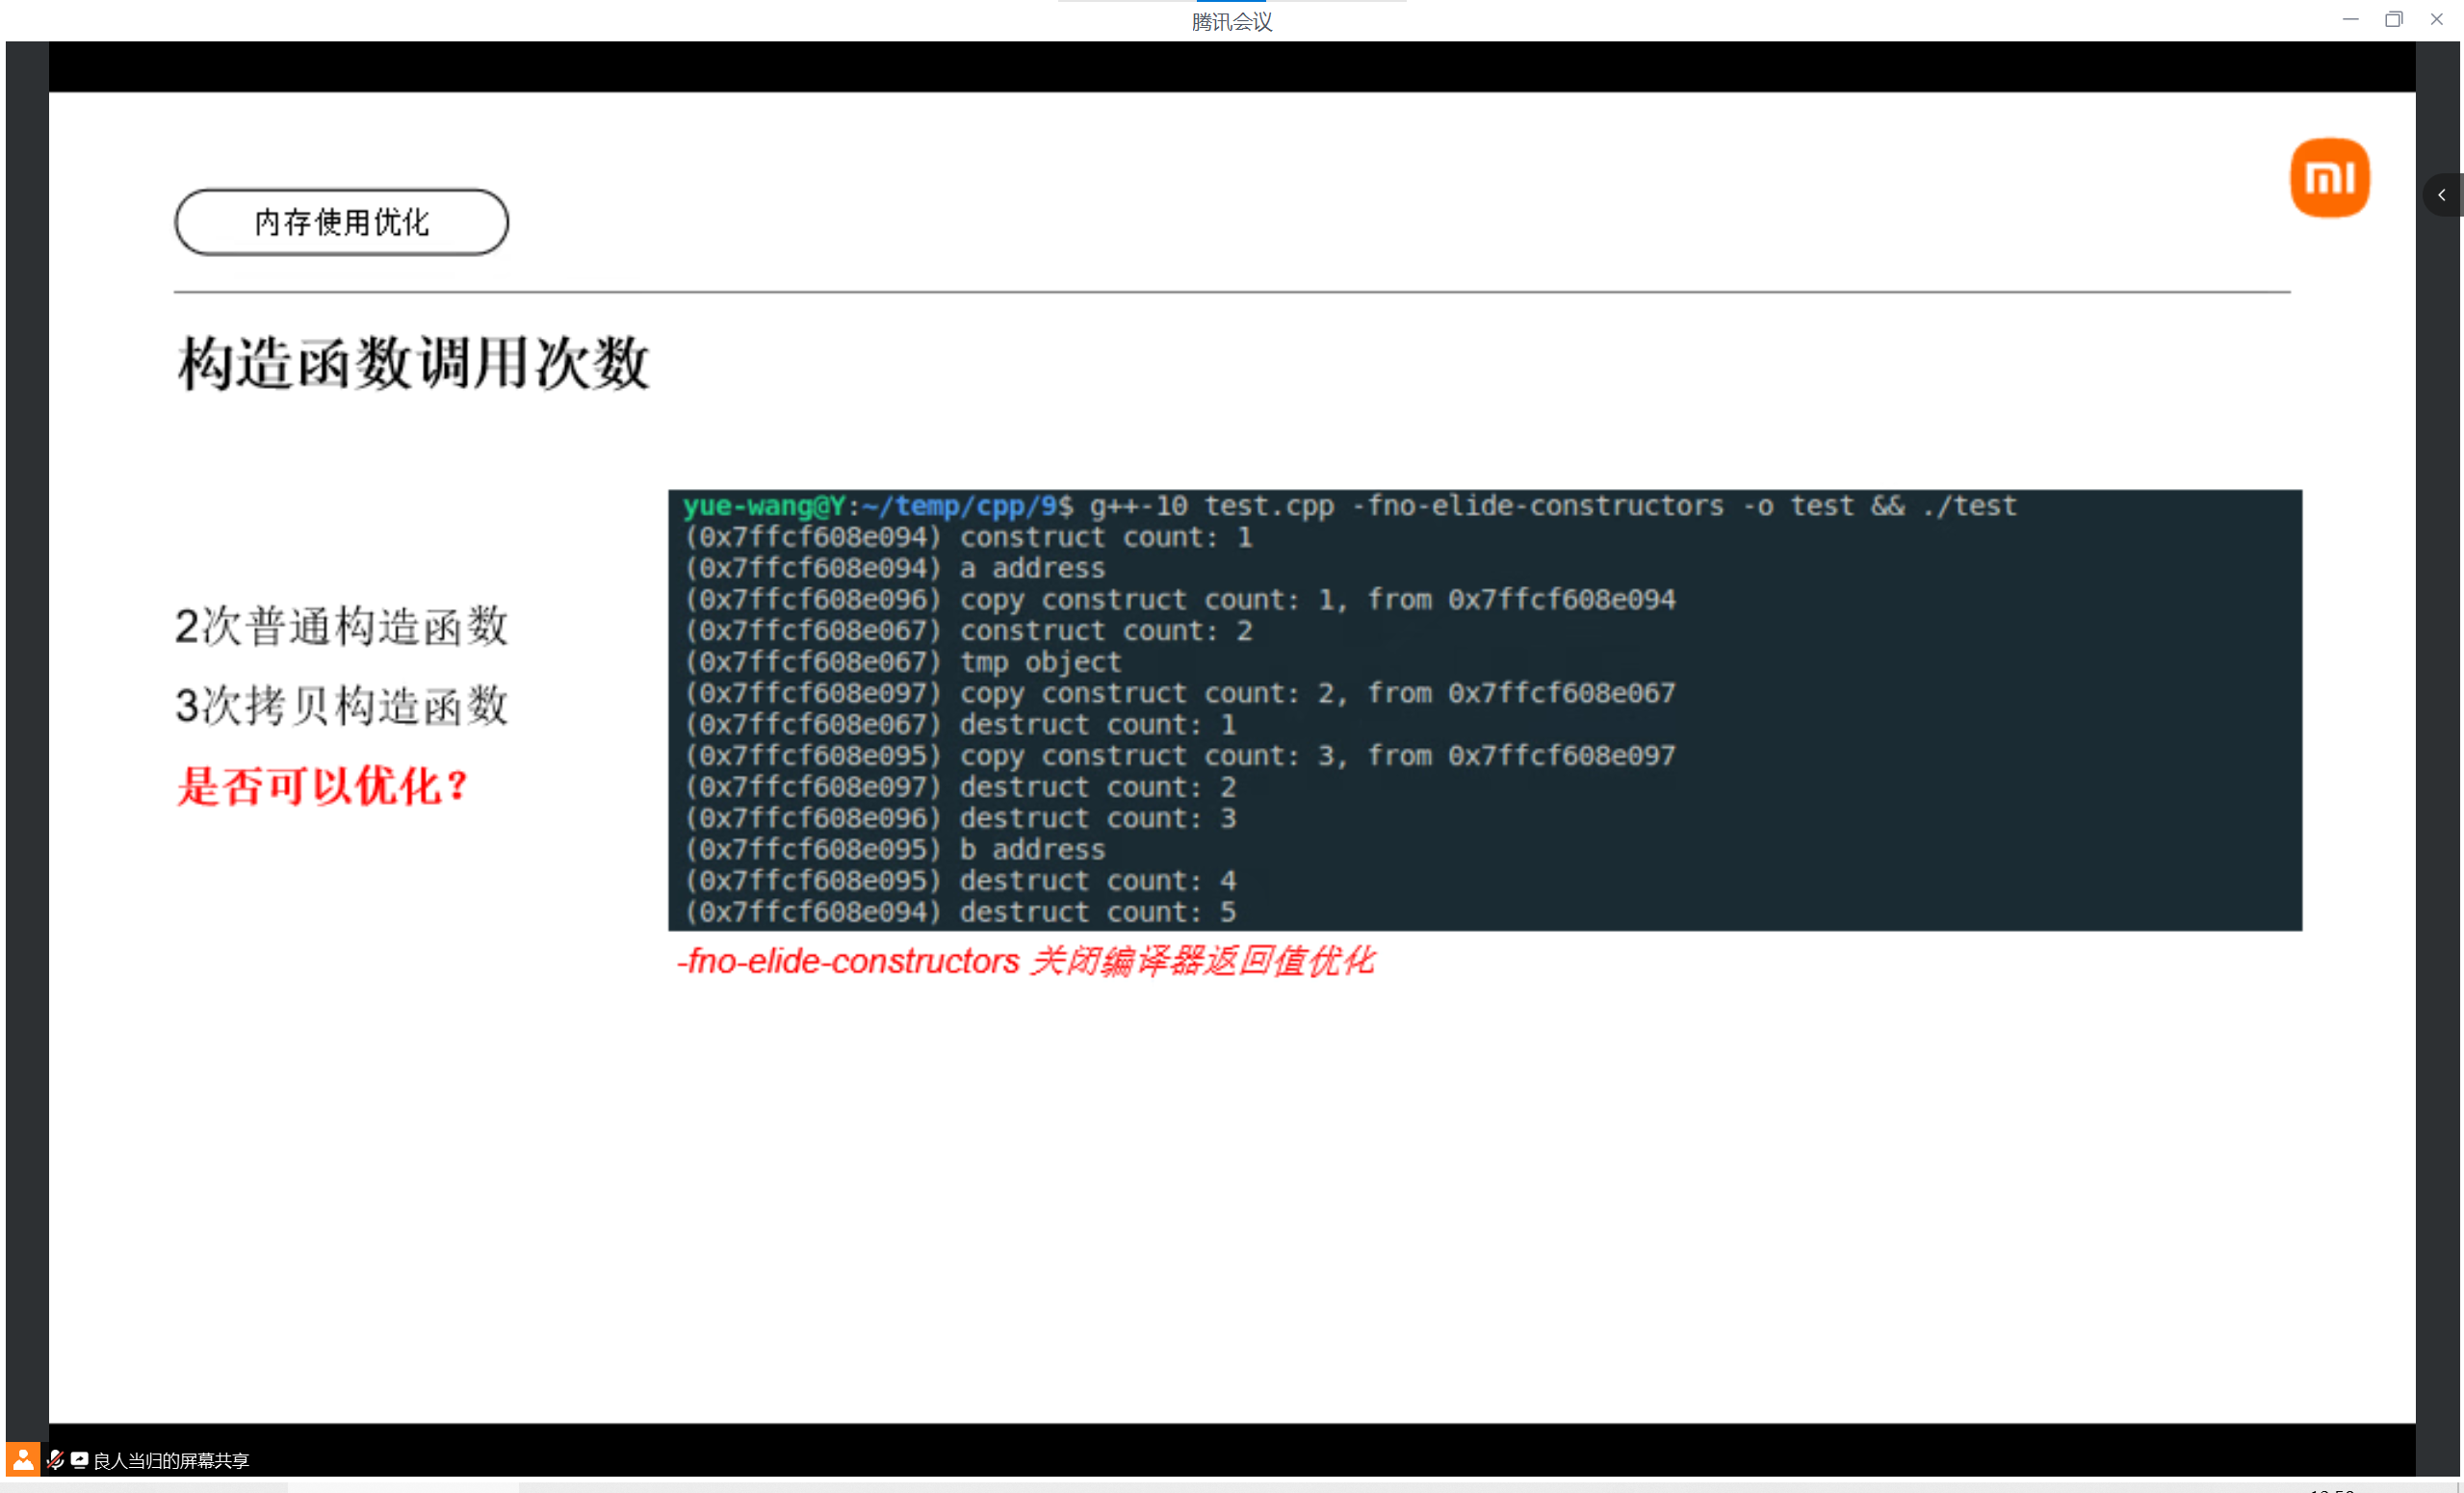 腾讯会议
mi
内存使用优化
构造函数调用次数
2次普通构造函数
3次拷贝构造函数
是否可以优化？
yue-wang@Y:~/temp/cpp/9$ g++-10 test.cpp -fno-elide-constructors -o test && ./test
(0x7ffcf608e094) construct count: 1
(0x7ffcf608e094) a address
(0x7ffcf608e096) copy construct count: 1, from 0x7ffcf608e094
(0x7ffcf608e067) construct count: 2
(0x7ffcf608e067) tmp object
(0x7ffcf608e097) copy construct count: 2, from 0x7ffcf608e067
(0x7ffcf608e067) destruct count: 1
(0x7ffcf608e095) copy construct count: 3, from 0x7ffcf608e097
(0x7ffcf608e097) destruct count: 2
(0x7ffcf608e096) destruct count: 3
(0x7ffcf608e095) b address
(0x7ffcf608e095) destruct count: 4
(0x7ffcf608e094) destruct count: 5
-fno-elide-constructors 关闭编译器返回值优化
良人当归的屏幕共享